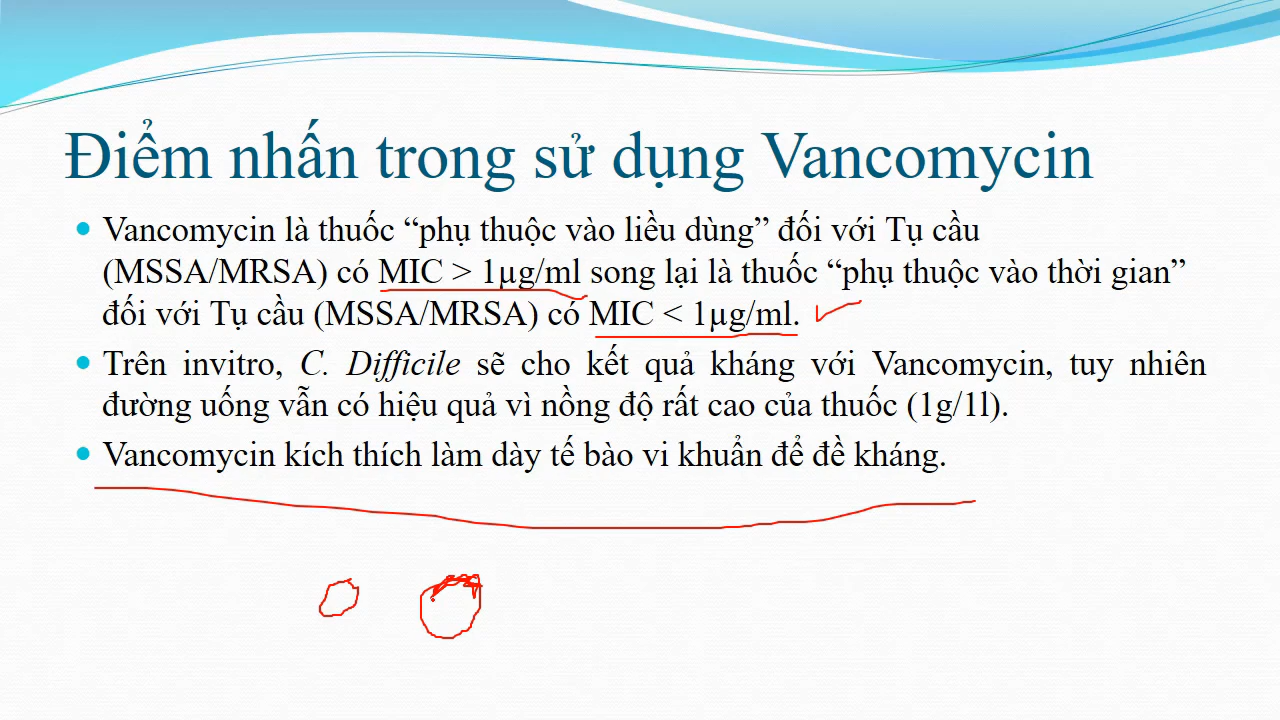 Điểm nhấn trong sử dụng Vancomycin
Vancomycin là thuốc “phụ thuộc vào liều dùng” đối với Tụ cầu
(MSSA/MRSA) có MIC > 1µg/ml song lại là thuốc “phụ thuộc vào thời gian”
đối với Tụ cầu (MSSA/MRSA) có MIC < 1µg/ml.
Trên invitro, C. Difficile sẽ cho kết quả kháng với Vancomycin, tuy nhiên
đường uống vẫn có hiệu quả vì nồng độ rất cao của thuốc (1g/1l).
Vancomycin kích thích làm dày tế bào vi khuẩn để đề kháng.